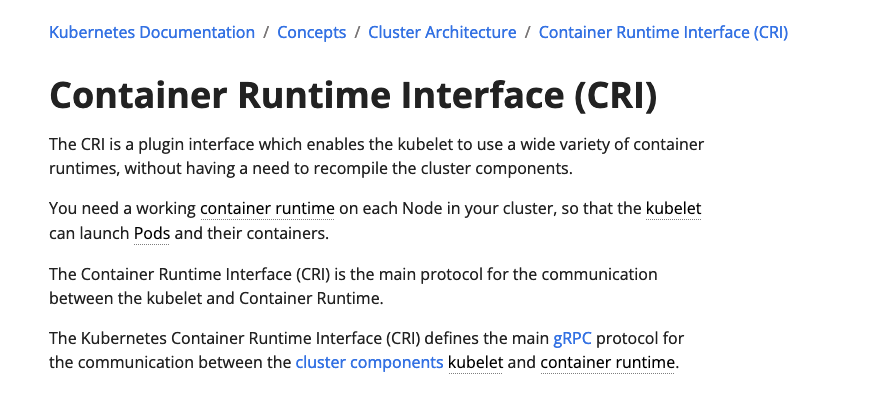 Kubernetes Documentation / Concepts / Cluster Architecture / Container Runtime Interface (CRI)
Container Runtime Interface (CRI)
The CRI is a plugin interface which enables the kubelet to use a wide variety of container
runtimes, without having a need to recompile the cluster components.
You need a working container runtime on each Node in your cluster, so that the kubelet
can launch Pods and their containers.
The Container Runtime Interface (CRI) is the main protocol for the communication
between the kubelet and Container Runtime.
The Kubernetes Container Runtime Interface (CRI) defines the main gRPC protocol for
the communication between the cluster components kubelet and container runtime.